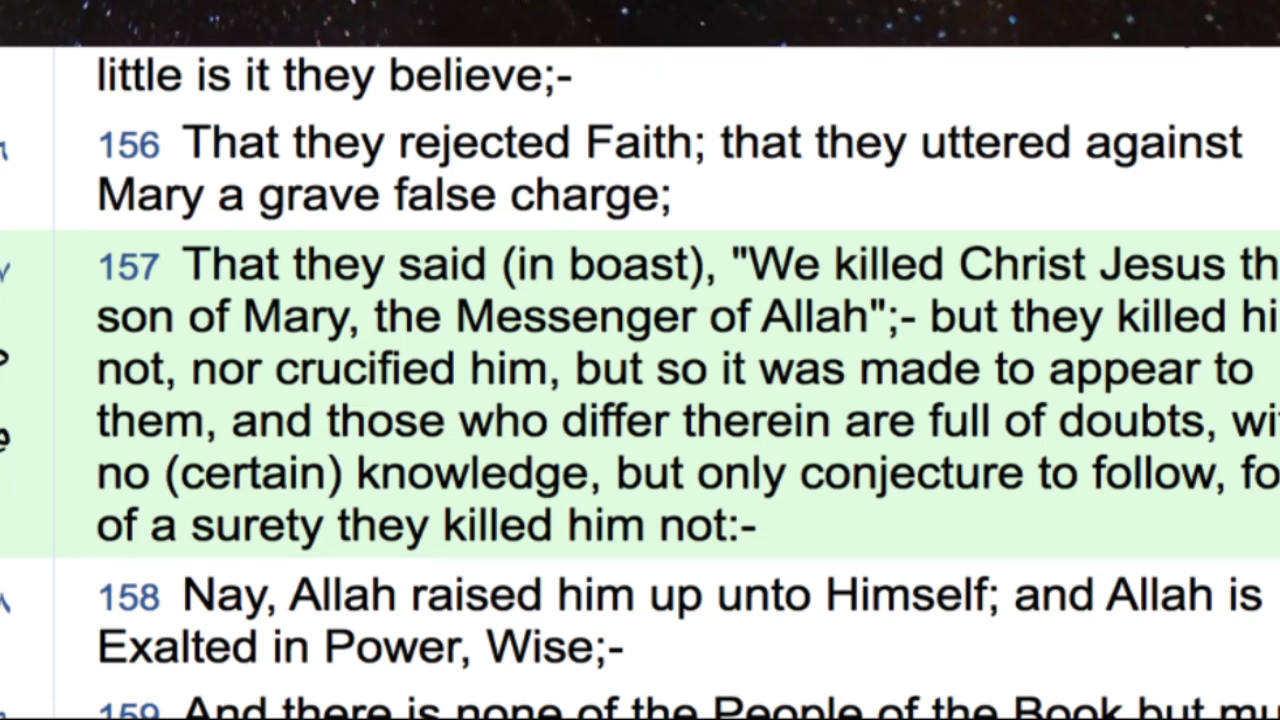 little is it they believe;-
156 That they rejected Faith; that they uttered against
Mary a grave false charge;
157 That they said (in boast), "We killed Christ Jesus th
son of Mary, the Messenger of Allah";- but they killed hi
not, nor crucified him, but so it was made to appear to
them, and those who differ therein are full of doubts, wi
no (certain) knowledge, but only conjecture to follow, fo
of a surety they killed him not:-
158 Nay, Allah raised him up unto Himself; and Allah is
Exalted in Power, Wise;-
159 And there is none of the People of the Book but mu